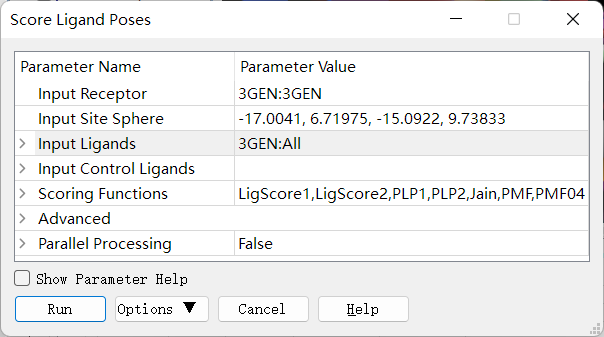 Score Ligand Poses
Parameter Name Parameter Value
Input Receptor 3GEN:3GEN
Input Site Sphere -17.0041, 6.71975, -15.0922, 9.73833
Input Ligands 3GEN:All
Input Control Ligands
Scoring Functions LigScore1,LigScore2,PLP1,PLP2,Jain,PMF,PMF04
Advanced
Parallel Processing False
Show Parameter Help
Run Options ▼ Cancel Help